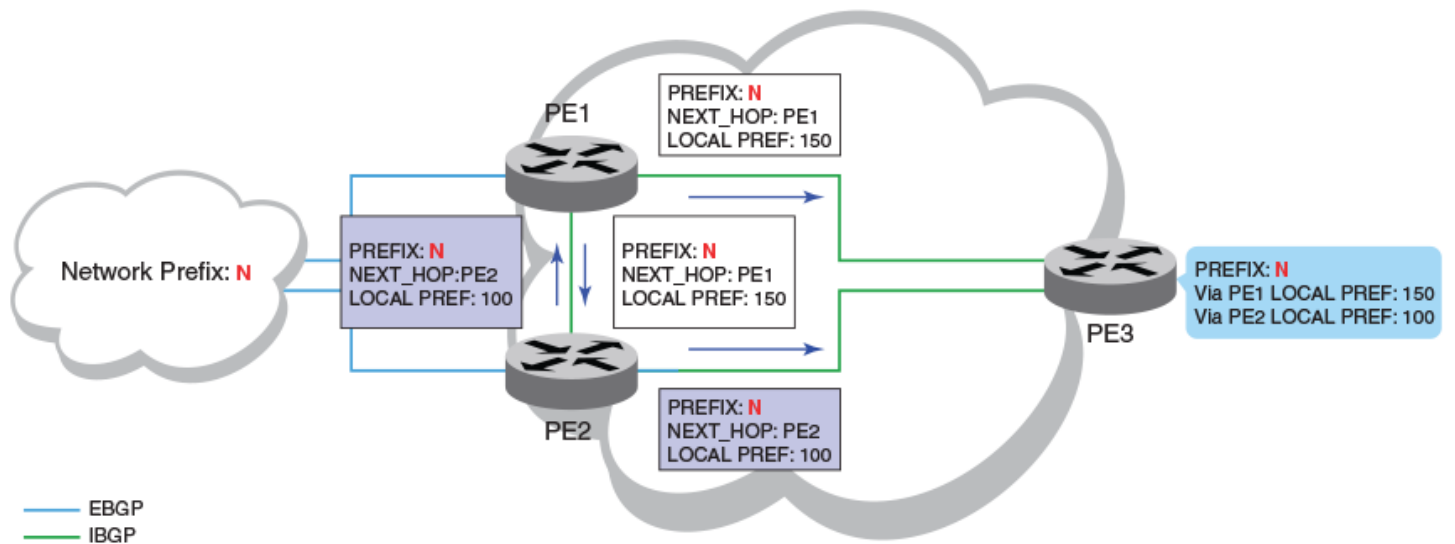 PE1
PREFIX: N
NEXT_HOP: PE1
LOCAL PREF: 150
Network Prefix: N
PREFIX: N
NEXT_HOP:PE2
LOCAL PREF: 100
PREFIX: N
NEXT_HOP: PE1
LOCAL PREF: 150
PE3
PREFIX: N
Via PE1 LOCAL PREF: 150
Via PE2 LOCAL PREF: 100
PE2
PREFIX: N
NEXT_HOP: PE2
LOCAL PREF: 100
EBGP
IBGP